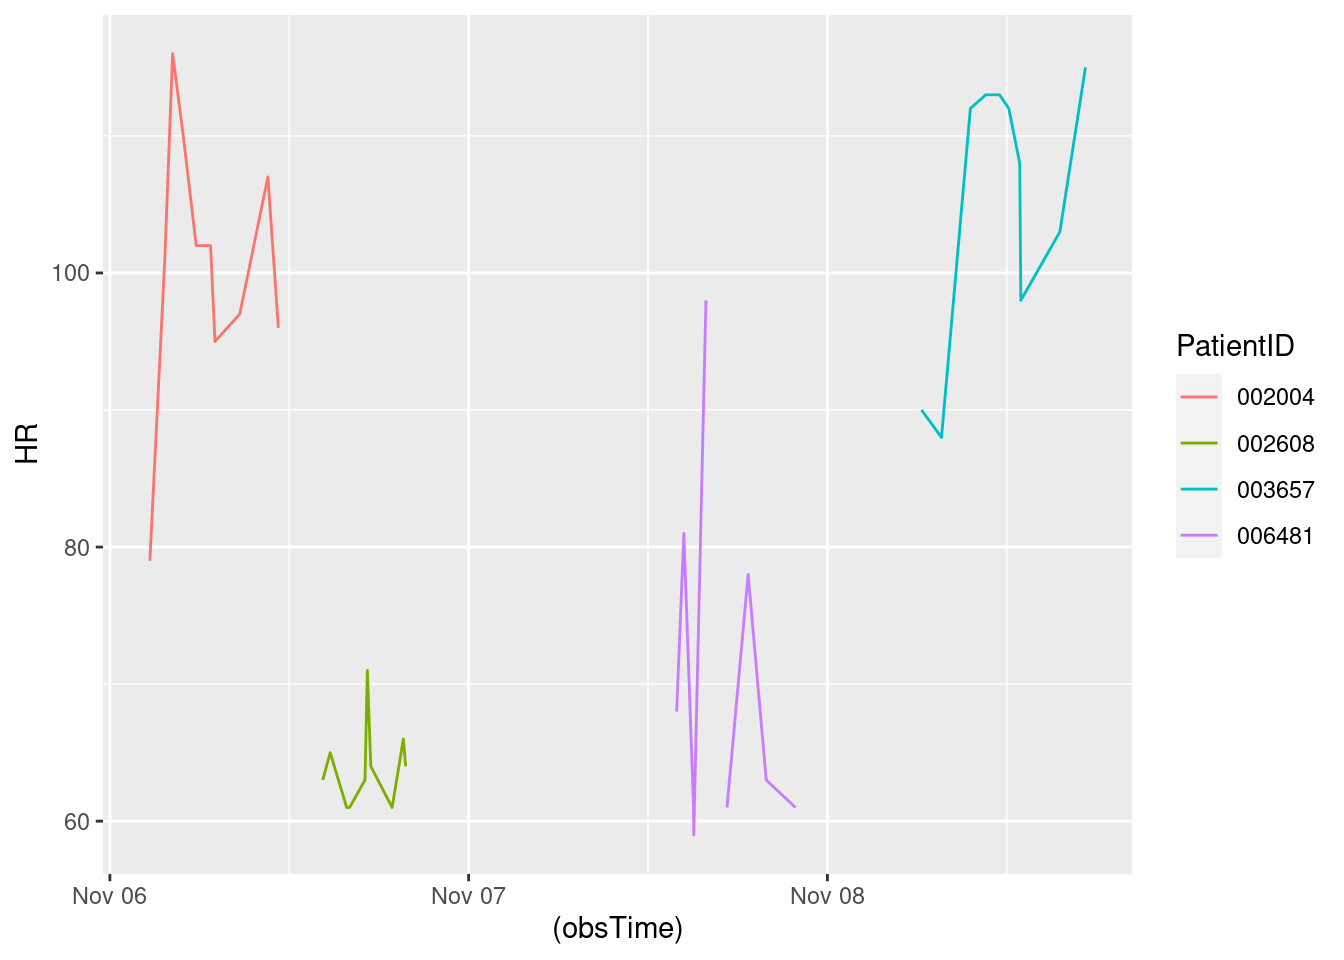 HR
100
80
60
Nov 06
Nov 07
Nov 08
(obsTime)
PatientID
002004
002608
003657
006481